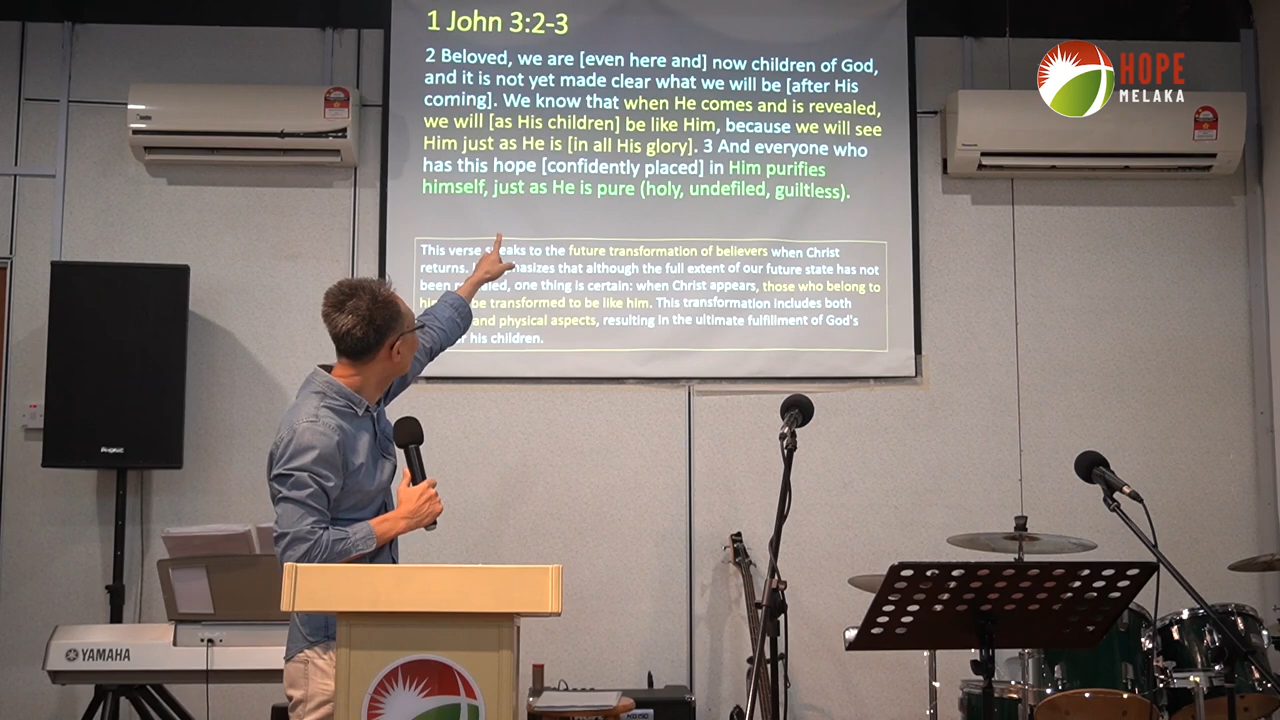 1 John 3:2-3
2 Beloved, we are [even here and] now children of God,
and it is not yet made clear what we will be [after His
coming]. We know that when He comes and is revealed,
we will [as His children] be like Him, because we will see
Him just as He is [in all His glory]. 3 And everyone who
has this hope [confidently placed] in Him purifies
himself, just as He is pure (holy, undefiled, guiltless).
This verse speaks to the future transformation of believers when Christ
returns. emphasizes that although the full extent of our future state has not
been revealed, one thing is certain: when Christ appears, those who belong to
be transformed to be like him. This transformation includes both
and physical aspects, resulting in the ultimate fulfillment of God's
his children.
HOPE
MELAKA
Panasonic
PHONIC
YAMAHA